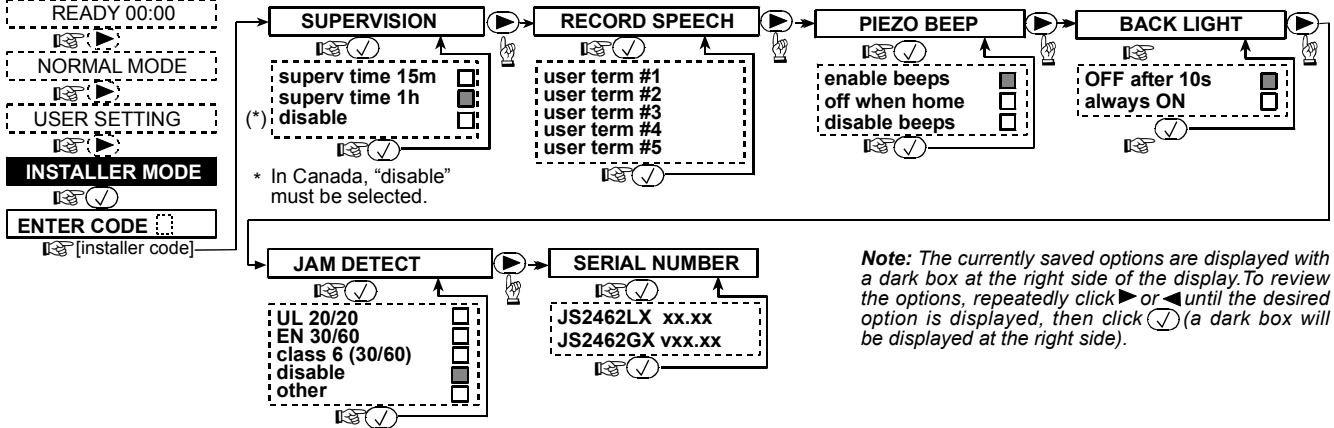 READY 00:00
NORMAL MODE
USER SETTING
INSTALLER MODE
ENTER CODE
[installer code]
SUPERVISION
superv time 15m
superv time 1h
(*) disable
* In Canada, “disable”
must be selected.
RECORD SPEECH
user term #1
user term #2
user term #3
user term #4
user term #5
PIEZO BEEP
enable beeps
off when home
disable beeps
BACK LIGHT
OFF after 10s
always ON
JAM DETECT
UL 20/20
EN 30/60
class 6 (30/60)
disable
other
SERIAL NUMBER
JS2462LX xx.xx
JS2462GX vxx.xx
Note: The currently saved options are displayed with
a dark box at the right side of the display.To review
the options, repeatedly click ▶ or ◀ until the desired
option is displayed, then click ✓ (a dark box will
be displayed at the right side).